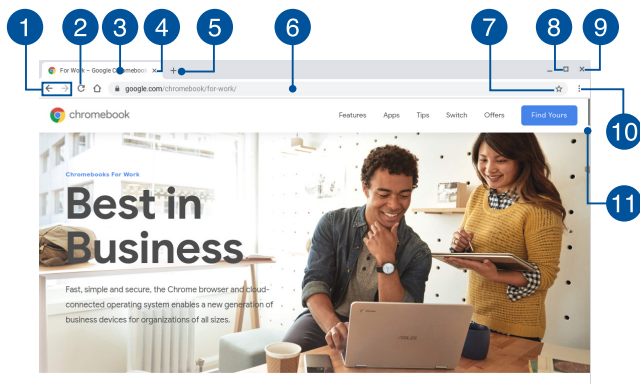 1 2 3 4 5 6 7 8 9
For Work – Google Chromeboo
google.com/chromebook/for-work/
10
chromebook Features Apps Tips Switch Offers Find Yours
11
Chromebooks For Work
Best in
Business
Fast, simple and secure, the Chrome browser and cloud-
connected operating system enables a new generation of
business devices for organizations of all sizes.
ASUS